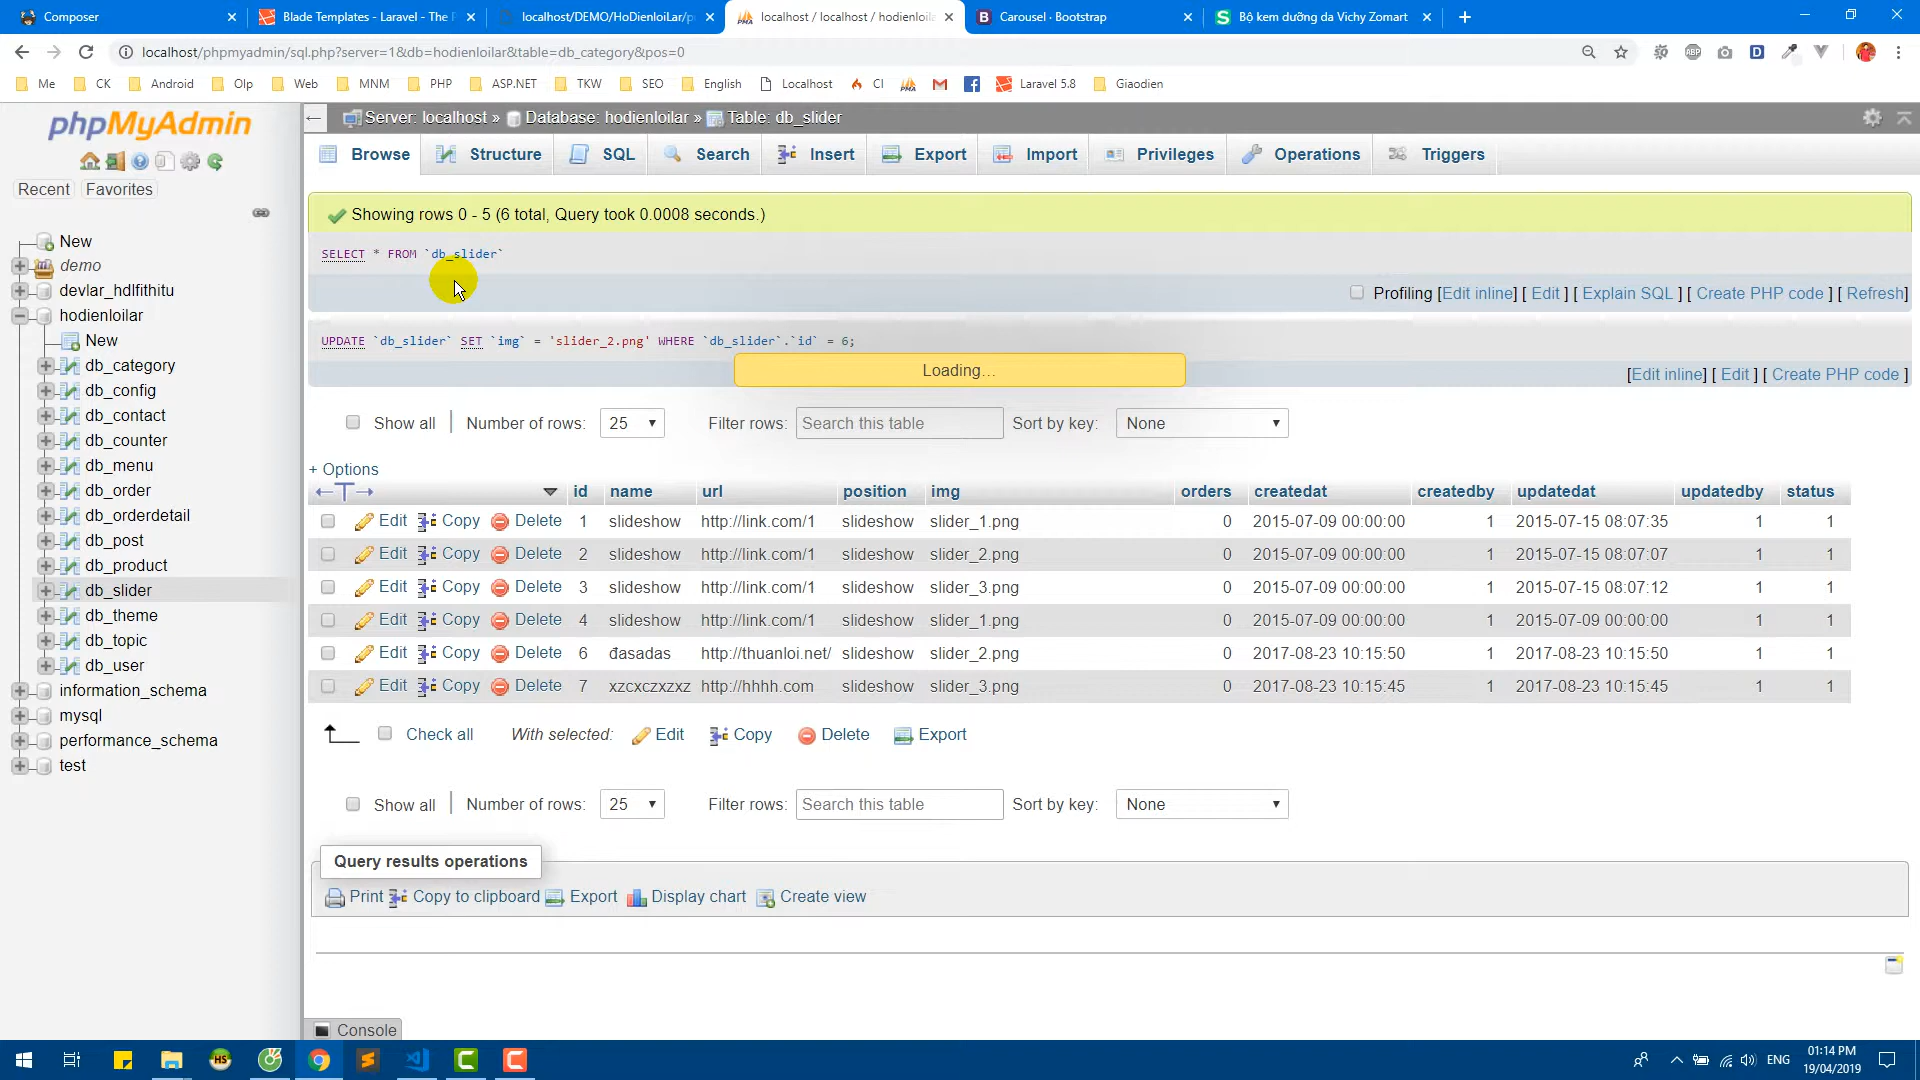 Composer
Blade Templates - Laravel - The P
localhost/DEMO/HoDienloiLar/p
localhost / localhost / hodienloila
Carousel · Bootstrap
Bộ kem dưỡng da Vichy Zomart
localhost/phpmyadmin/sql.php?server=1&db=hodienloilar&table=db_category&pos=0
Me CK Android Olp Web MNM PHP ASP.NET TKW SEO English Localhost CI Laravel 5.8 Giaodien
phpMyAdmin
Recent Favorites
New
demo
devlar_hdlfithitu
hodienloilar
New
db_category
db_config
db_contact
db_counter
db_menu
db_order
db_orderdetail
db_post
db_product
db_slider
db_theme
db_topic
db_user
information_schema
mysql
performance_schema
test
Server: localhost » Database: hodienloilar » Table: db_slider
Browse Structure SQL Search Insert Export Import Privileges Operations Triggers
Showing rows 0 - 5 (6 total, Query took 0.0008 seconds.)
SELECT * FROM `db_slider`
Profiling [Edit inline] [ Edit ] [ Explain SQL ] [ Create PHP code ] [ Refresh]
UPDATE `db_slider` SET `img` = 'slider_2.png' WHERE `db_slider`.`id` = 6;
Loading…
[Edit inline] [ Edit ] [ Create PHP code ]
Show all Number of rows: 25 Filter rows: Search this table Sort by key: None
+ Options
id name url position img orders createdat createdby updatedat updatedby status
Edit Copy Delete 1 slideshow http://link.com/1 slideshow slider_1.png 0 2015-07-09 00:00:00 1 2015-07-15 08:07:35 1 1
Edit Copy Delete 2 slideshow http://link.com/1 slideshow slider_2.png 0 2015-07-09 00:00:00 1 2015-07-15 08:07:07 1 1
Edit Copy Delete 3 slideshow http://link.com/1 slideshow slider_3.png 0 2015-07-09 00:00:00 1 2015-07-15 08:07:12 1 1
Edit Copy Delete 4 slideshow http://link.com/1 slideshow slider_1.png 0 2015-07-09 00:00:00 1 2015-07-09 00:00:00 1 1
Edit Copy Delete 6 đasadas http://thuanloi.net/ slideshow slider_2.png 0 2017-08-23 10:15:50 1 2017-08-23 10:15:50 1 1
Edit Copy Delete 7 xzcxczxzxz http://hhhh.com slideshow slider_3.png 0 2017-08-23 10:15:45 1 2017-08-23 10:15:45 1 1
Check all With selected: Edit Copy Delete Export
Show all Number of rows: 25 Filter rows: Search this table Sort by key: None
Query results operations
Print Copy to clipboard Export Display chart Create view
Console
ENG
01:14 PM
19/04/2019